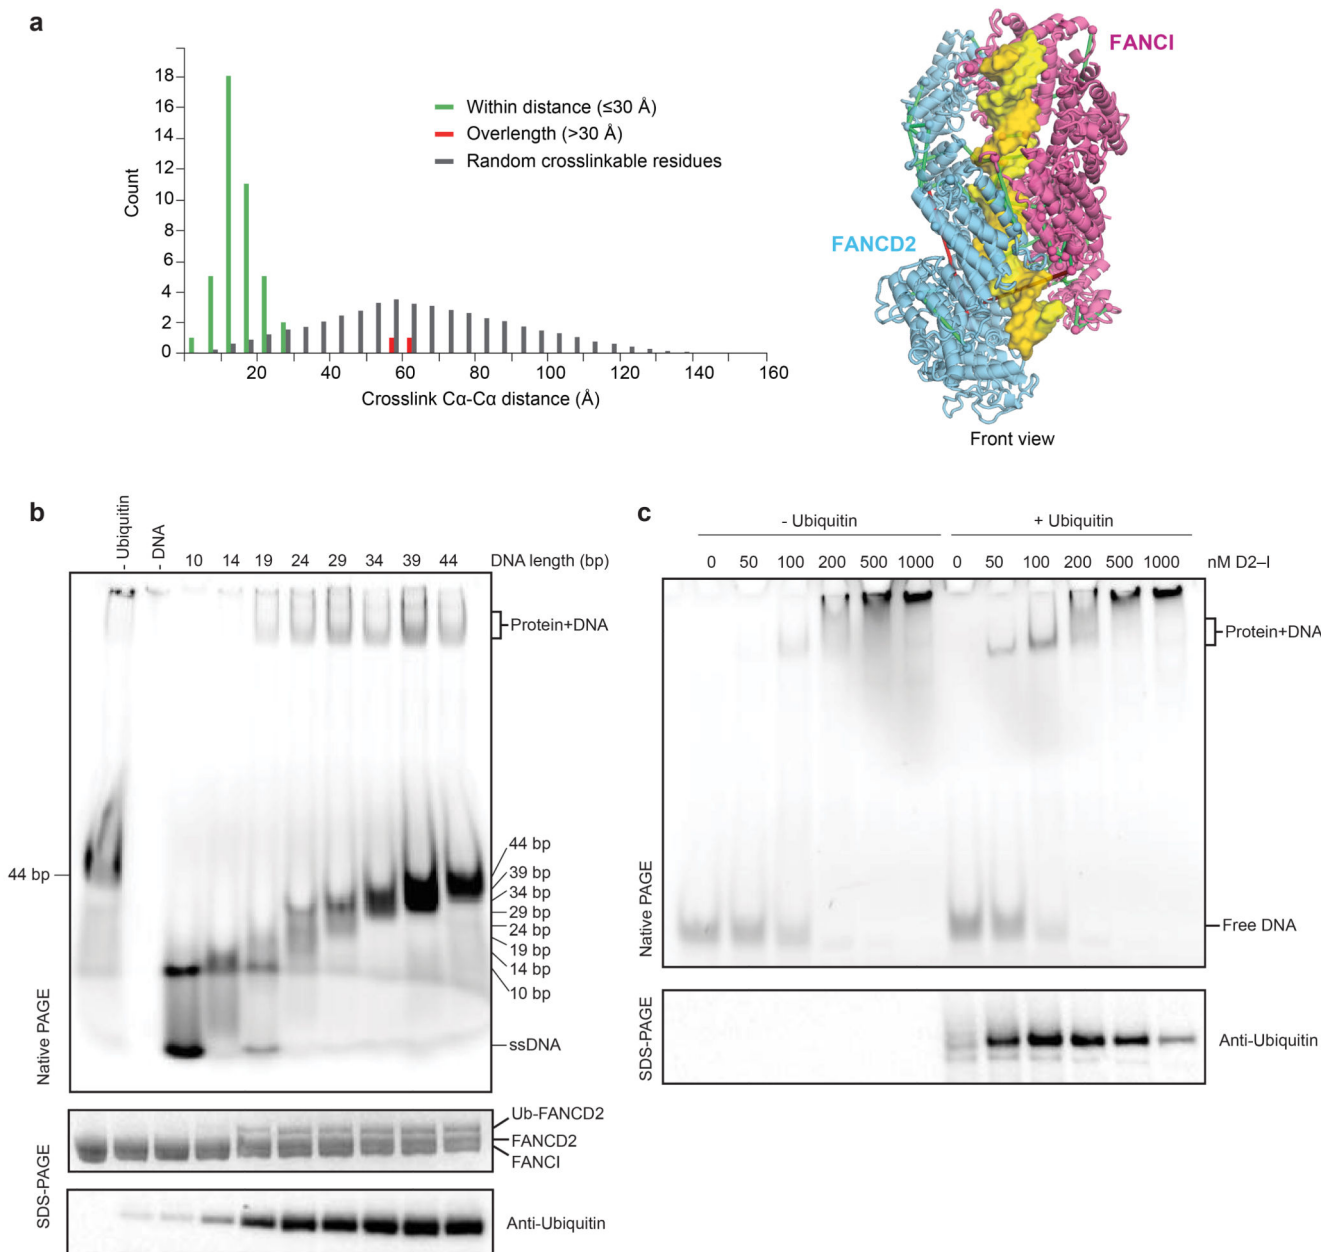 a
Count
18
16
14
12
10
8
6
4
2
0
20
40
60
80
100
120
140
160
Crosslink Cα-Cα distance (Å)
Within distance (≤30 Å)
Overlength (>30 Å)
Random crosslinkable residues
FANCI
FANCD2
Front view
b
- Ubiquitin
- DNA
10 14 19 24 29 34 39 44 DNA length (bp)
Protein+DNA
44 bp
44 bp
39 bp
34 bp
29 bp
24 bp
19 bp
14 bp
10 bp
ssDNA
Native PAGE
Ub-FANCD2
FANCD2
FANCI
SDS-PAGE
Anti-Ubiquitin
c
- Ubiquitin + Ubiquitin
0 50 100 200 500 1000 0 50 100 200 500 1000 nM D2–I
Protein+DNA
Free DNA
Native PAGE
SDS-PAGE
Anti-Ubiquitin